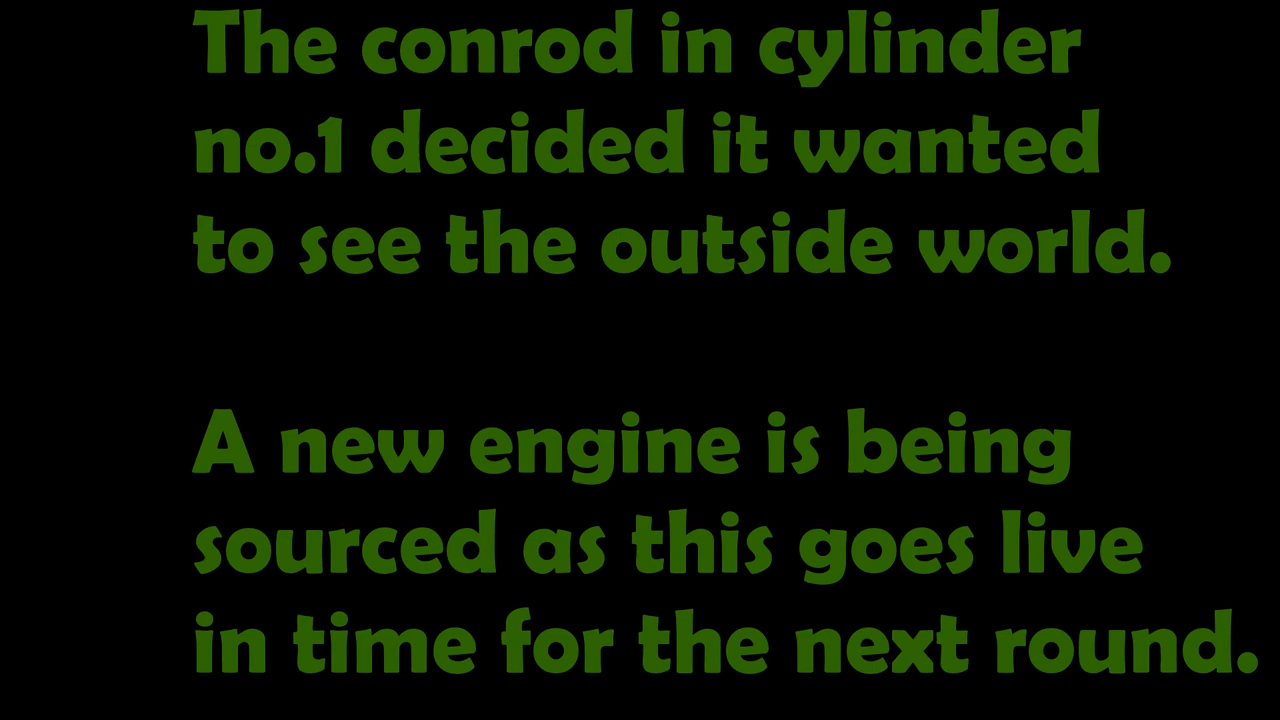 The conrod in cylinder
no.1 decided it wanted
to see the outside world.
A new engine is being
sourced as this goes live
in time for the next round.